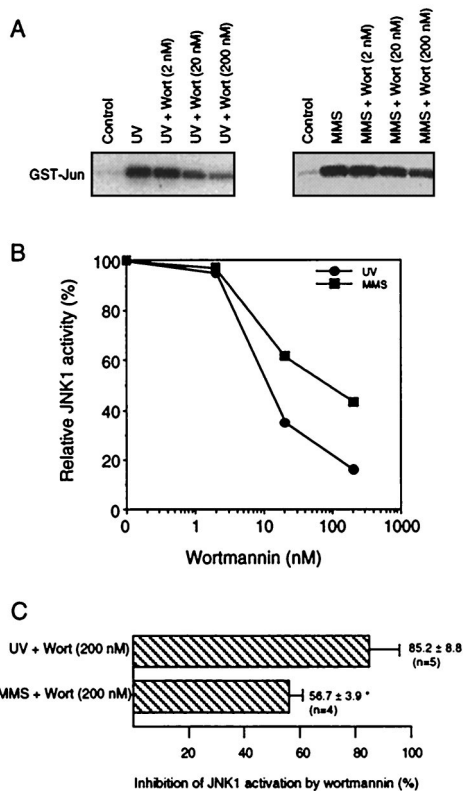 A
Control
UV
UV + Wort (2 nM)
UV + Wort (20 nM)
UV + Wort (200 nM)
Control
MMS
MMS + Wort (2 nM)
MMS + Wort (20 nM)
MMS + Wort (200 nM)
GST-Jun
B
Relative JNK1 activity (%)
100
80
60
40
20
0
UV
MMS
0 1 10 100 1000
Wortmannin (nM)
C
UV + Wort (200 nM)
85.2 ± 8.8
(n=5)
MMS + Wort (200 nM)
56.7 ± 3.9 *
(n=4)
20 40 60 80 100
Inhibition of JNK1 activation by wortmannin (%)